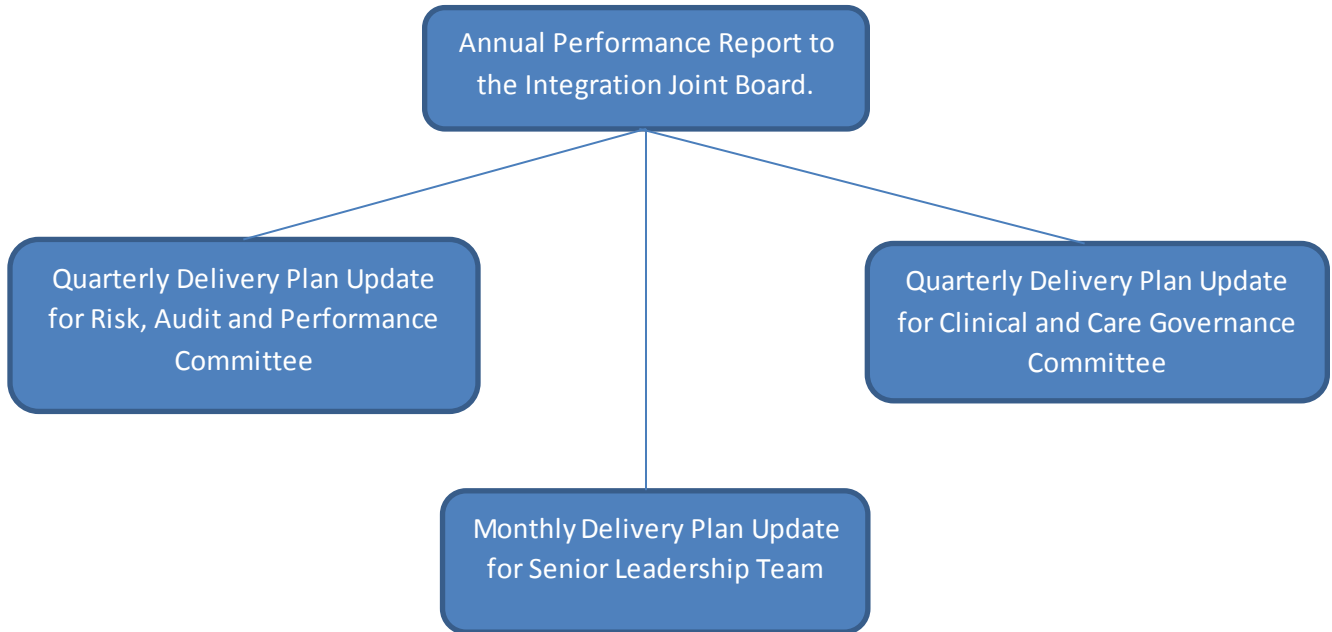 Annual Performance Report to
the Integration Joint Board.
Quarterly Delivery Plan Update
for Risk, Audit and Performance
Committee
Quarterly Delivery Plan Update
for Clinical and Care Governance
Committee
Monthly Delivery Plan Update
for Senior Leadership Team